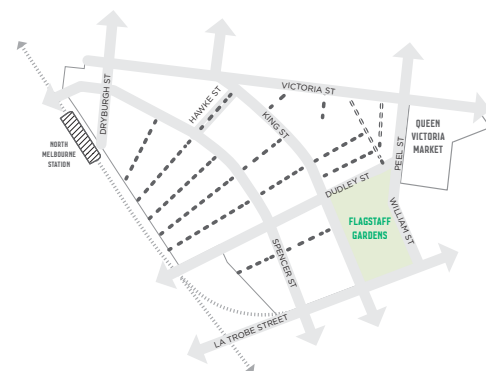 VICTORIA ST
HAWKE ST
DRYBURGH ST
KING ST
QUEEN
VICTORIA
MARKET
PEEL ST
NORTH
MELBOURNE
STATION
DUDLEY ST
FLAGSTAFF
GARDENS
WILLIAM ST
SPENCER ST
LA TROBE STREET